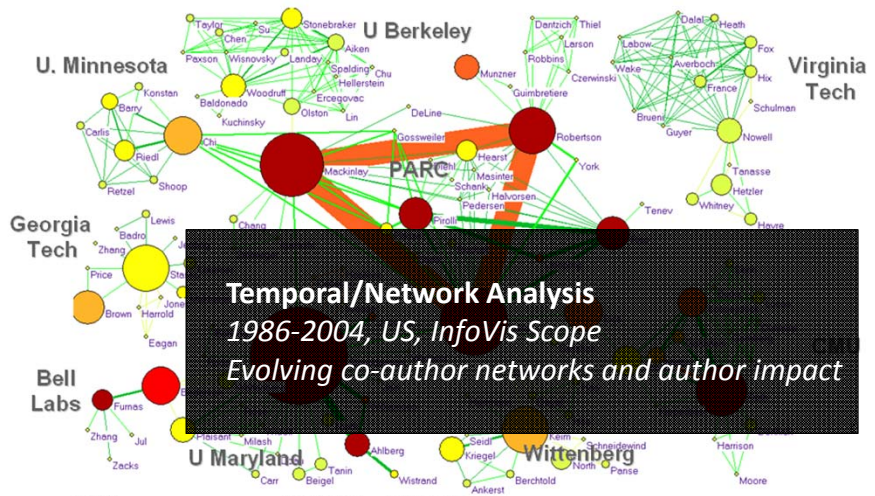 Taylor
Su
Stonebraker
U Berkeley
Chen
Aiken
Paxson
Wisnovsky
Landay
Spalding
Chu
Hellerstein
Woodruff
Ercegovac
Baldonado
Olston
Lin
Kuchinsky
Dantzich
Thiel
Larson
Robbins
Czerwinski
Munzner
Guimbretiere
Dalal
Heath
Labow
Fox
Wake
Averboch
Hix
France
Virginia
Tech
Schulman
Bruen
Guyer
Nowell
Tanasse
Hetzler
Whitney
Havre
U. Minnesota
Konstan
Barry
Carlis
Riedl
Chi
Retzel
Shoop
DeLine
Gossweiler
Robertson
Mackinlay
PARC
Hearst
York
Masinter
Schank
Halvorsen
Pedersen
Pirolli
Tenev
Georgia
Tech
Lewis
Badro
Zhang
Price
Brown
Harrold
Eagan
Chang
Temporal/Network Analysis
1986-2004, US, InfoVis Scope
Evolving co-author networks and author impact
CMU
Bell
Labs
Furnas
Zhang
Jul
Zacks
Plaisant
Milash
U Maryland
Carr
Beigel
Tanin
Ahlberg
Wistrand
Seidl
Kriegel
Keim
Schneidewind
Wittenberg
North
Panse
Ankerst
Berchtold
Harrison
Moore